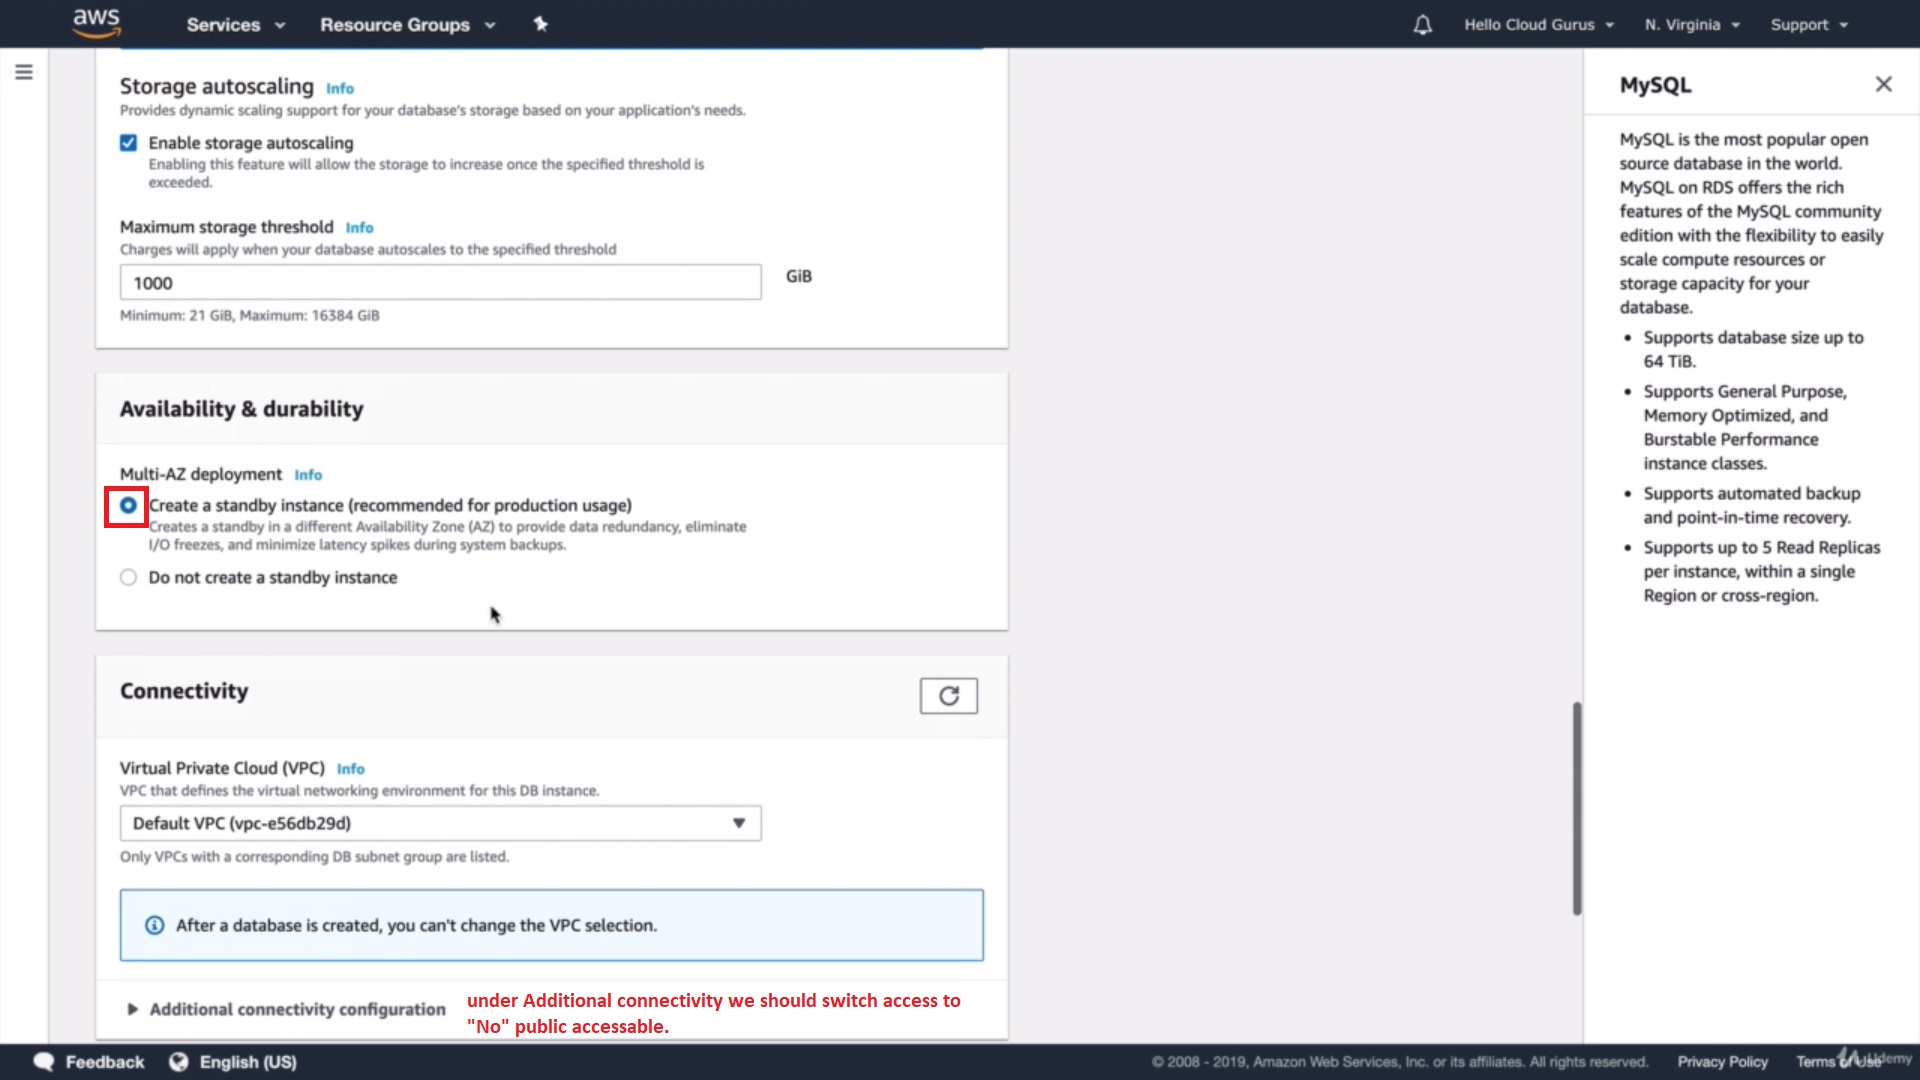 aws Services Resource Groups Hello Cloud Gurus N. Virginia Support
Storage autoscaling Info
Provides dynamic scaling support for your database's storage based on your application's needs.
Enable storage autoscaling
Enabling this feature will allow the storage to increase once the specified threshold is
exceeded.
Maximum storage threshold Info
Charges will apply when your database autoscales to the specified threshold
1000 GiB
Minimum: 21 GiB, Maximum: 16384 GiB
Availability & durability
Multi-AZ deployment Info
Create a standby instance (recommended for production usage)
Creates a standby in a different Availability Zone (AZ) to provide data redundancy, eliminate
I/O freezes, and minimize latency spikes during system backups.
Do not create a standby instance
Connectivity
Virtual Private Cloud (VPC) Info
VPC that defines the virtual networking environment for this DB instance.
Default VPC (vpc-e56db29d)
Only VPCs with a corresponding DB subnet group are listed.
After a database is created, you can't change the VPC selection.
Additional connectivity configuration
under Additional connectivity we should switch access to
"No" public accessable.
MySQL
MySQL is the most popular open
source database in the world.
MySQL on RDS offers the rich
features of the MySQL community
edition with the flexibility to easily
scale compute resources or
storage capacity for your
database.
• Supports database size up to
64 TiB.
• Supports General Purpose,
Memory Optimized, and
Burstable Performance
instance classes.
• Supports automated backup
and point-in-time recovery.
• Supports up to 5 Read Replicas
per instance, within a single
Region or cross-region.
Feedback English (US) © 2008 - 2019, Amazon Web Services, Inc. or its affiliates. All rights reserved. Privacy Policy Terms of Use
Udemy